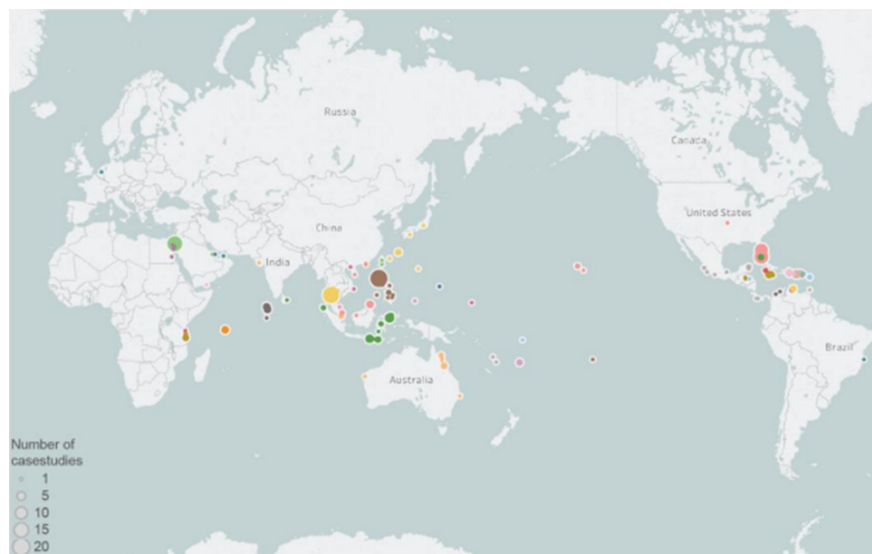 Russia
Canada
United States
China
India
Brazil
Australia
Number of
casestudies
1
5
10
15
20